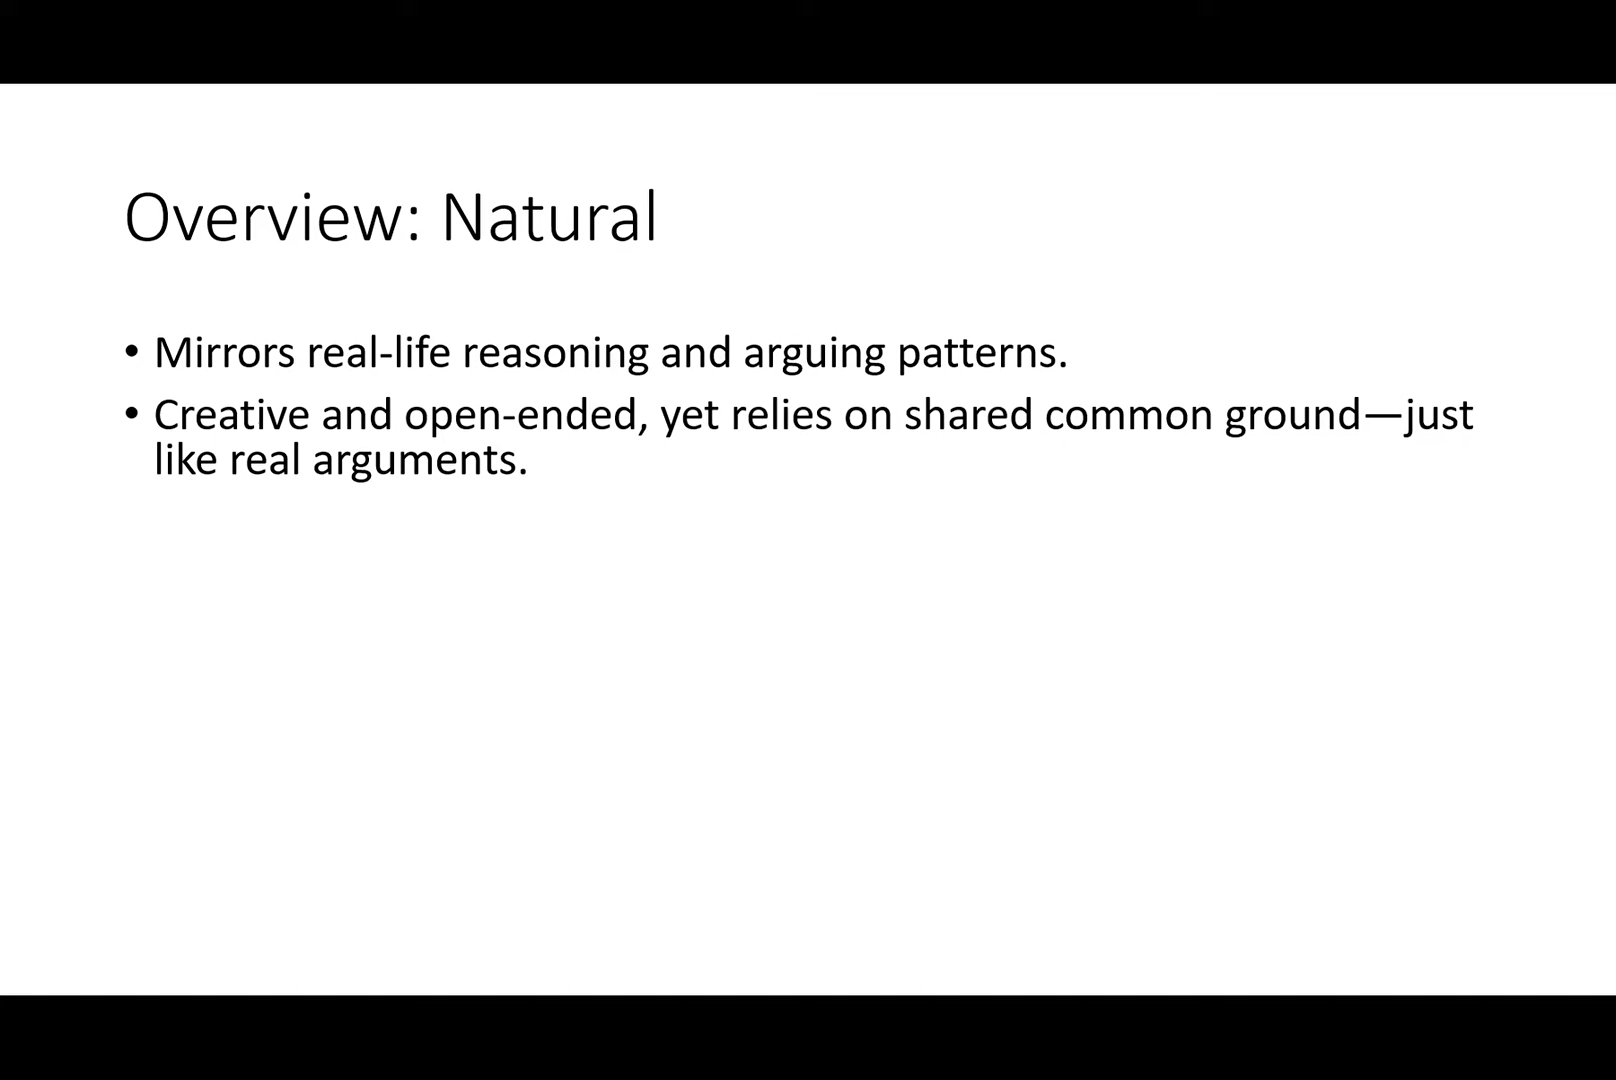 Overview: Natural
• Mirrors real-life reasoning and arguing patterns.
• Creative and open-ended, yet relies on shared common ground—just
like real arguments.